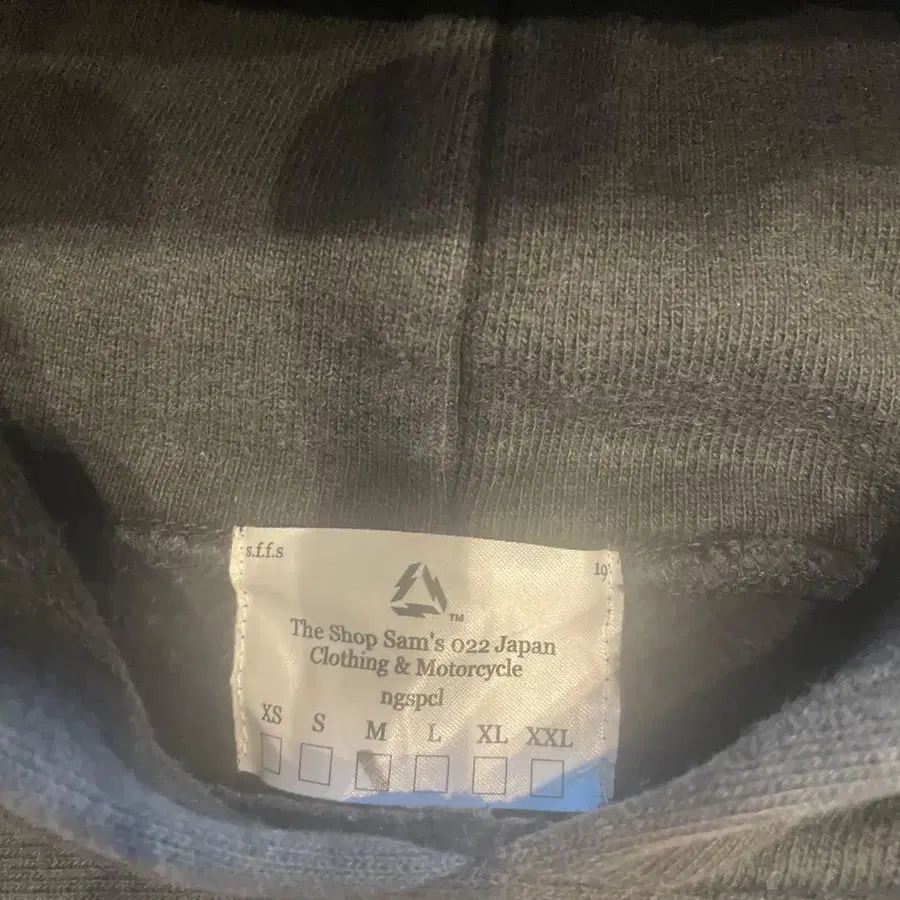 s.f.f.s
19
TM
The Shop Sam's 022 Japan
Clothing & Motorcycle
ngspcl
XS S M L XL XXL